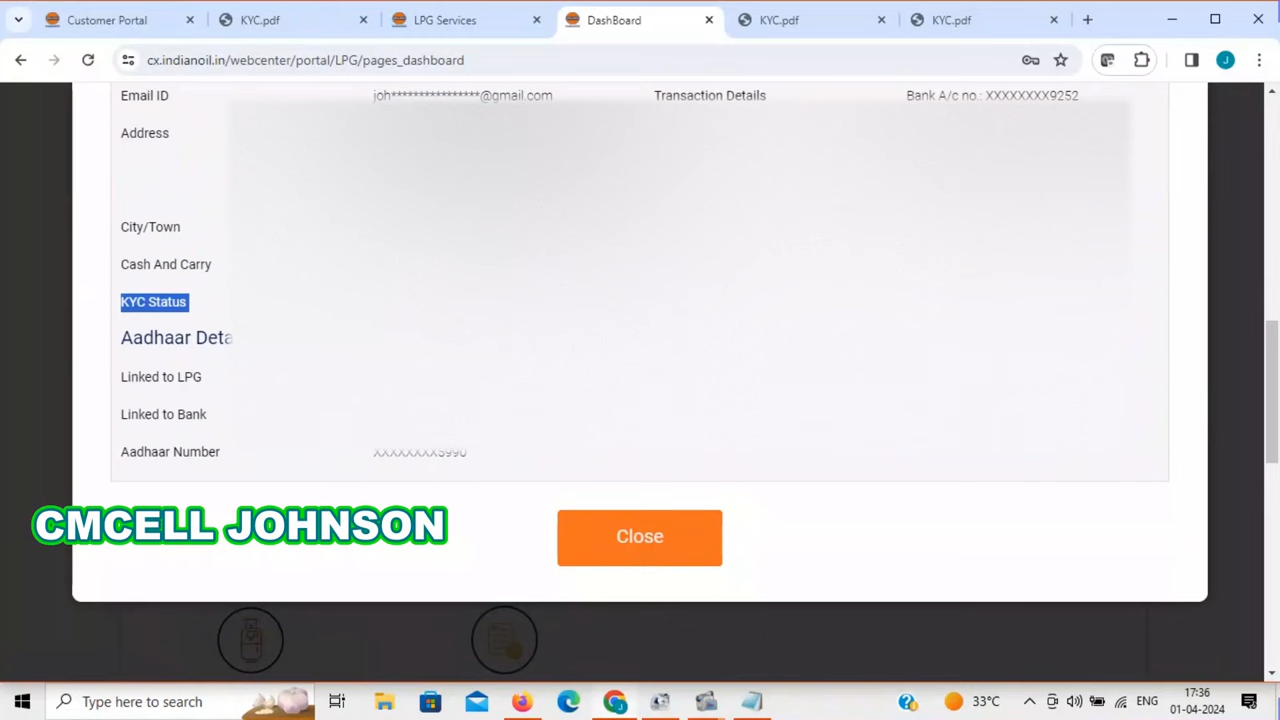 Customer Portal
KYC.pdf
LPG Services
DashBoard
KYC.pdf
KYC.pdf
cx.indianoil.in/webcenter/portal/LPG/pages_dashboard
J
Email ID joh****************@gmail.com Transaction Details Bank A/c no.: XXXXXXXX9252
Address
City/Town
Cash And Carry
KYC Status
Aadhaar Deta
Linked to LPG
Linked to Bank
Aadhaar Number XXXXXXXX5990
CMCELL JOHNSON
Close
Type here to search
33°C
ENG
17:36
01-04-2024